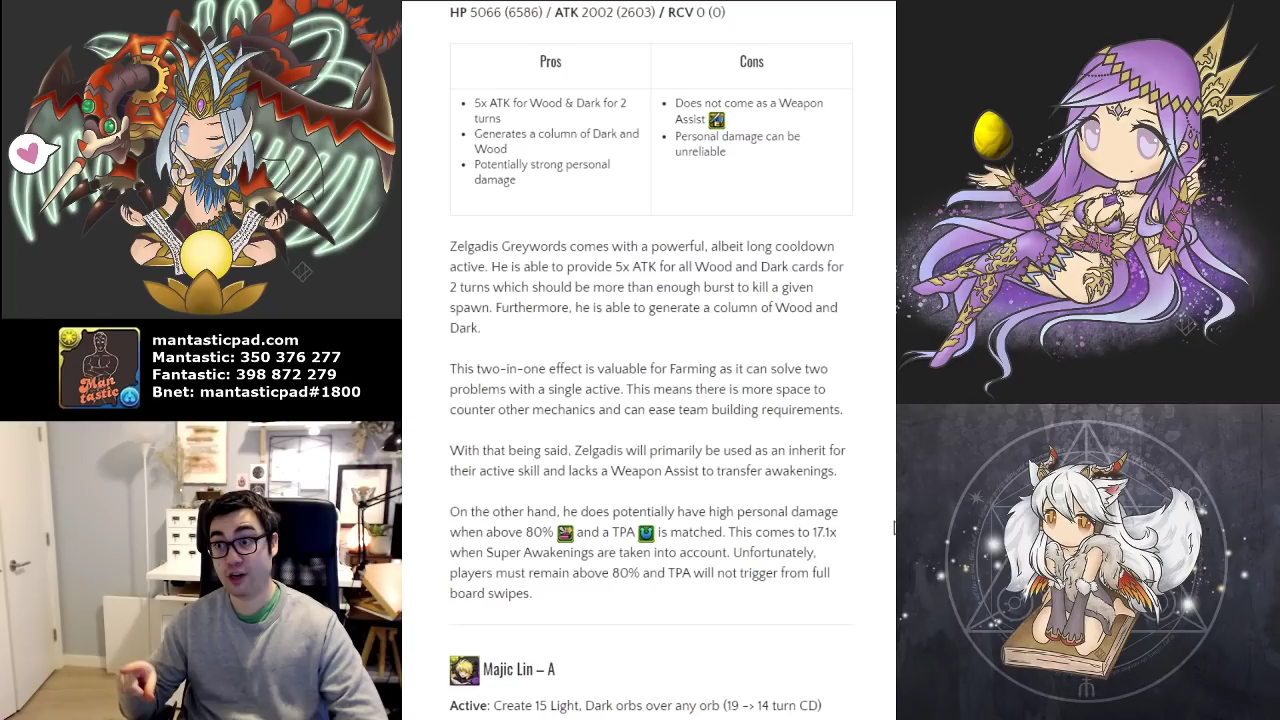 HP 5066 (6586) / ATK 2002 (2603) / RCV 0 (0)
Pros
Cons
5x ATK for Wood & Dark for 2
turns
Generates a column of Dark and
Wood
Potentially strong personal
damage
Does not come as a Weapon
Assist
Personal damage can be
unreliable
Zelgadis Greywords comes with a powerful, albeit long cooldown
active. He is able to provide 5x ATK for all Wood and Dark cards for
2 turns which should be more than enough burst to kill a given
spawn. Furthermore, he is able to generate a column of Wood and
Dark.
This two-in-one effect is valuable for Farming as it can solve two
problems with a single active. This means there is more space to
counter other mechanics and can ease team building requirements.
With that being said, Zelgadis will primarily be used as an inherit for
their active skill and lacks a Weapon Assist to transfer awakenings.
On the other hand, he does potentially have high personal damage
when above 80% and a TPA is matched. This comes to 17.1x
when Super Awakenings are taken into account. Unfortunately,
players must remain above 80% and TPA will not trigger from full
board swipes.
Majic Lin – A
Active: Create 15 Light, Dark orbs over any orb (19 –> 14 turn CD)
Man
tastic
mantasticpad.com
Mantastic: 350 376 277
Fantastic: 398 872 279
Bnet: mantasticpad#1800